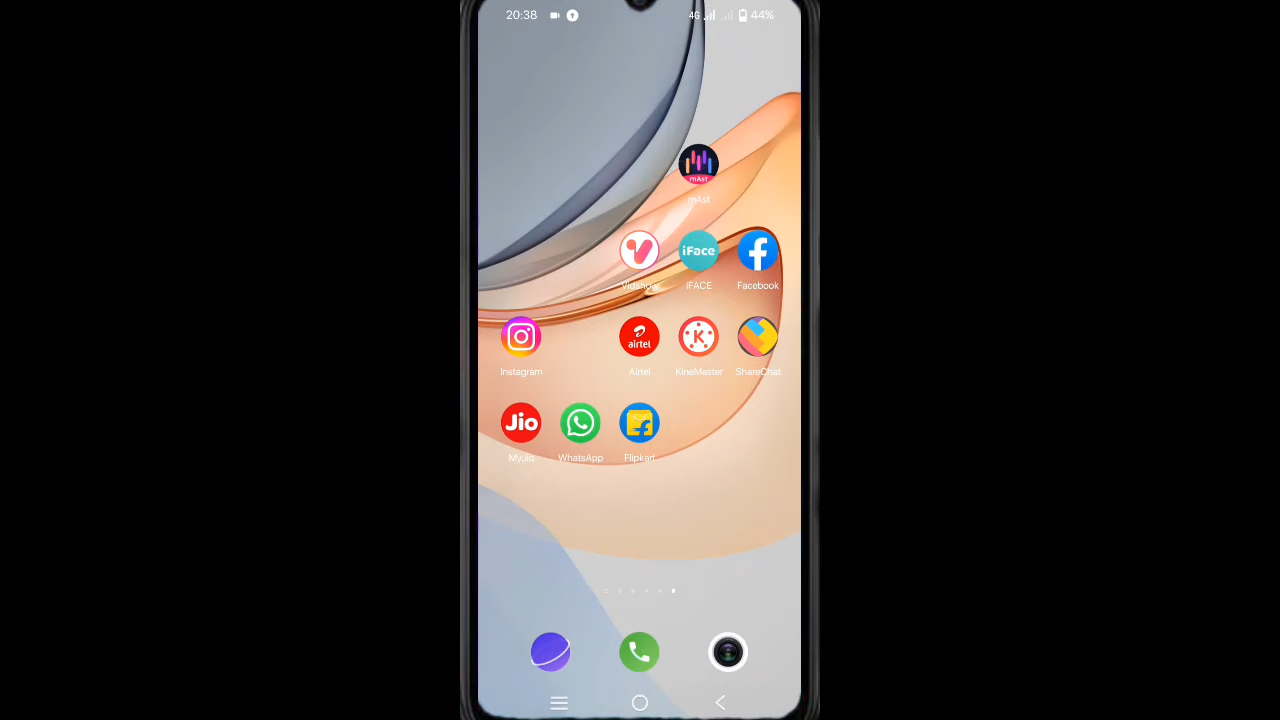 20:38
4G
44%
mAst
mAst
iFace
Vidshow
iFACE
Facebook
airtel
K
Instagram
Airtel
KineMaster
ShareChat
Jio
MyJio
WhatsApp
Flipkart